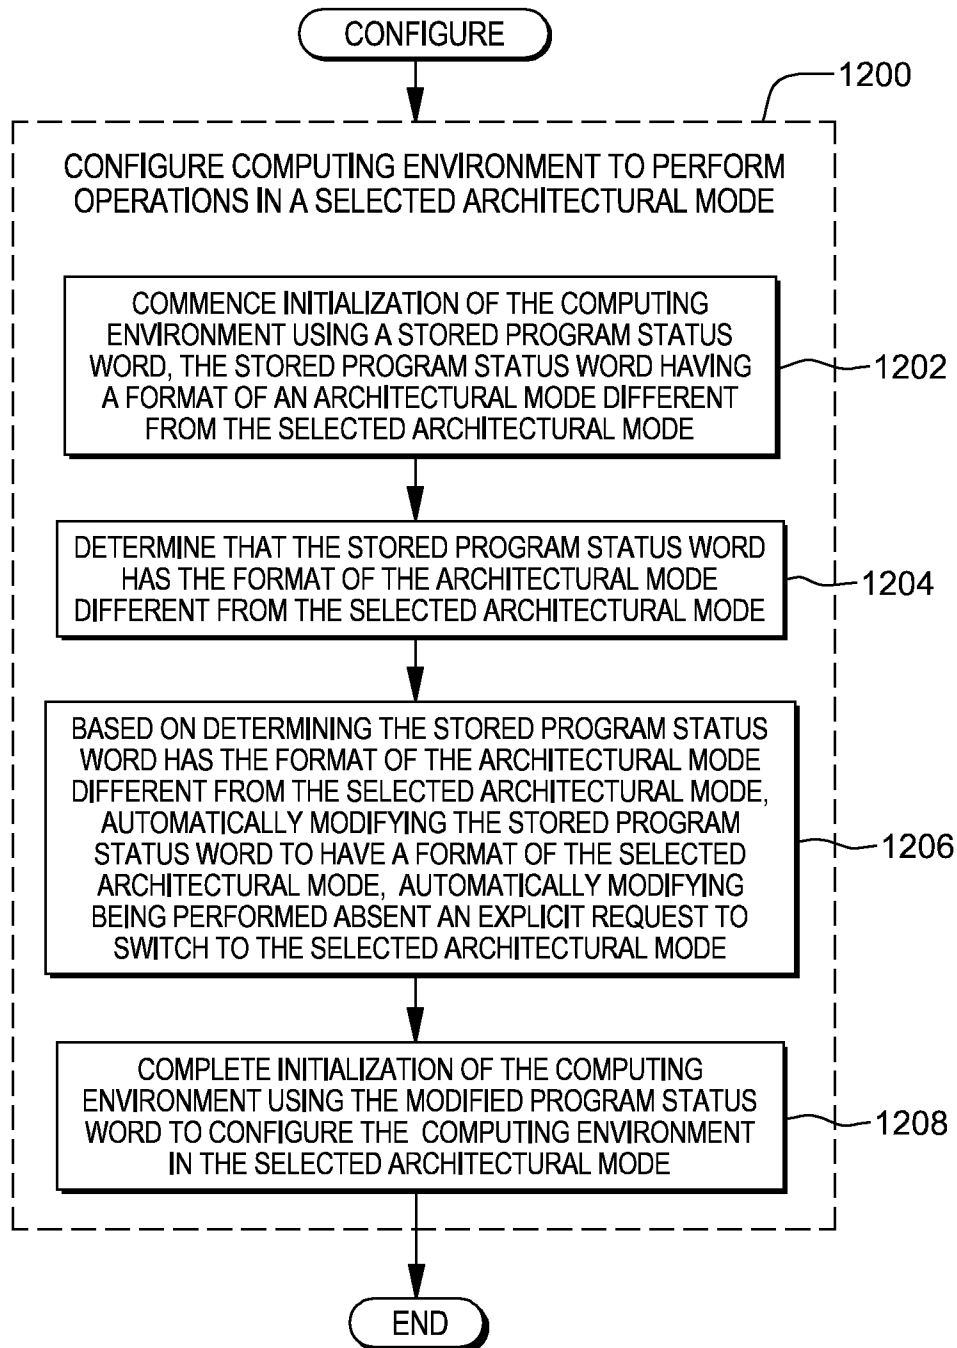 CONFIGURE
1200
CONFIGURE COMPUTING ENVIRONMENT TO PERFORM
OPERATIONS IN A SELECTED ARCHITECTURAL MODE
COMMENCE INITIALIZATION OF THE COMPUTING
ENVIRONMENT USING A STORED PROGRAM STATUS
WORD, THE STORED PROGRAM STATUS WORD HAVING
A FORMAT OF AN ARCHITECTURAL MODE DIFFERENT
FROM THE SELECTED ARCHITECTURAL MODE
1202
DETERMINE THAT THE STORED PROGRAM STATUS WORD
HAS THE FORMAT OF THE ARCHITECTURAL MODE
DIFFERENT FROM THE SELECTED ARCHITECTURAL MODE
1204
BASED ON DETERMINING THE STORED PROGRAM STATUS
WORD HAS THE FORMAT OF THE ARCHITECTURAL MODE
DIFFERENT FROM THE SELECTED ARCHITECTURAL MODE,
AUTOMATICALLY MODIFYING THE STORED PROGRAM
STATUS WORD TO HAVE A FORMAT OF THE SELECTED
ARCHITECTURAL MODE, AUTOMATICALLY MODIFYING
BEING PERFORMED ABSENT AN EXPLICIT REQUEST TO
SWITCH TO THE SELECTED ARCHITECTURAL MODE
1206
COMPLETE INITIALIZATION OF THE COMPUTING
ENVIRONMENT USING THE MODIFIED PROGRAM STATUS
WORD TO CONFIGURE THE COMPUTING ENVIRONMENT
IN THE SELECTED ARCHITECTURAL MODE
1208
END